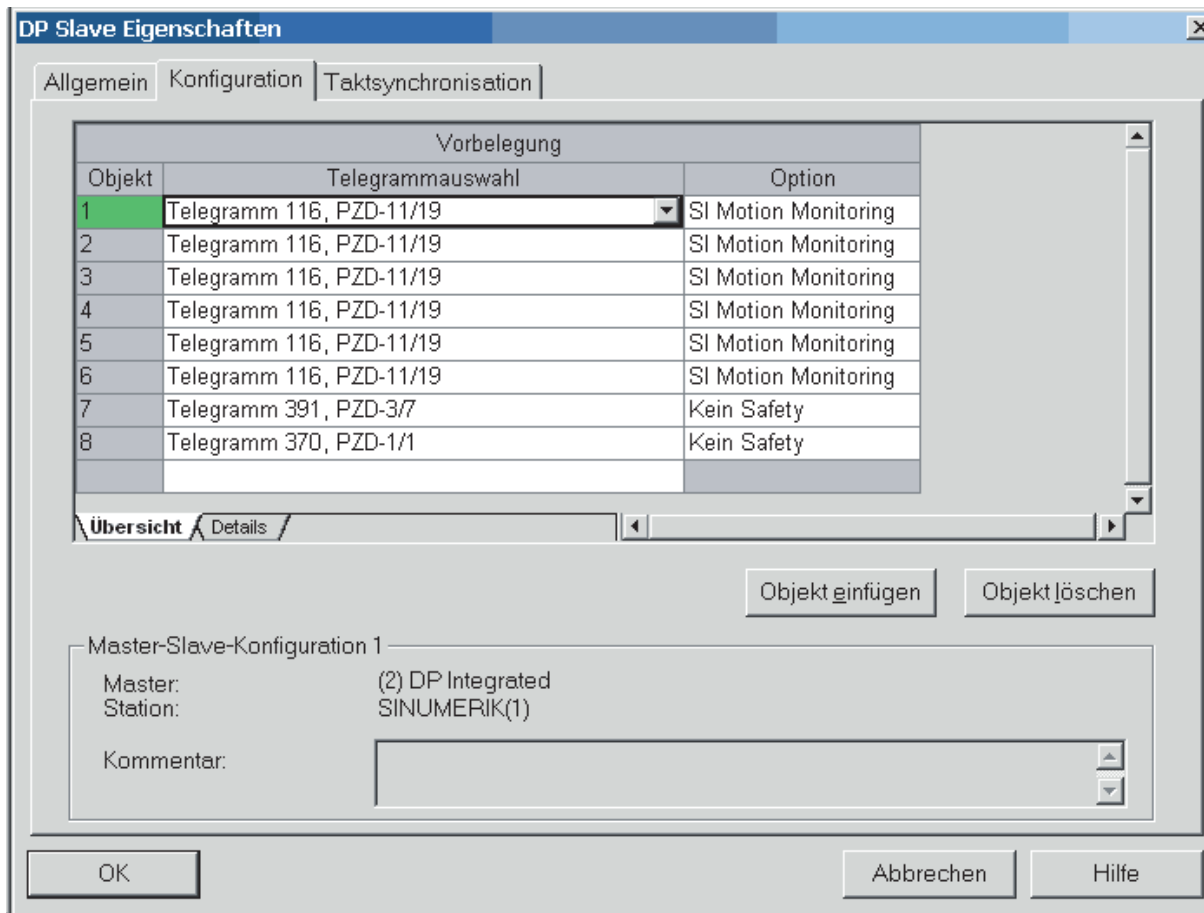 DP Slave Eigenschaften
Allgemein Konfiguration Taktsynchronisation
Vorbelegung
Objekt Telegrammauswahl Option
1 Telegramm 116, PZD-11/19 SI Motion Monitoring
2 Telegramm 116, PZD-11/19 SI Motion Monitoring
3 Telegramm 116, PZD-11/19 SI Motion Monitoring
4 Telegramm 116, PZD-11/19 SI Motion Monitoring
5 Telegramm 116, PZD-11/19 SI Motion Monitoring
6 Telegramm 116, PZD-11/19 SI Motion Monitoring
7 Telegramm 391, PZD-3/7 Kein Safety
8 Telegramm 370, PZD-1/1 Kein Safety
Übersicht Details
Objekt einfügen Objekt löschen
Master-Slave-Konfiguration 1
Master: (2) DP Integrated
Station: SINUMERIK(1)
Kommentar:
OK Abbrechen Hilfe